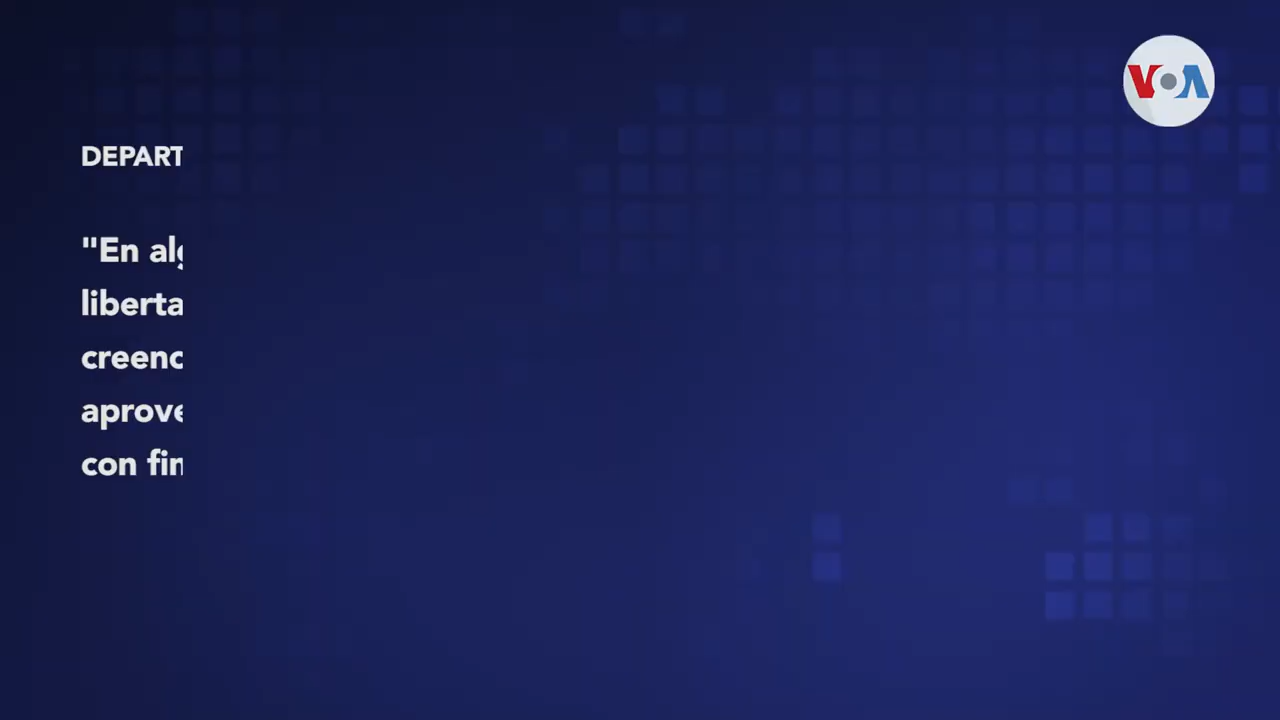 VOA
DEPART
"En alg
liberta
creenc
aprove
con fin